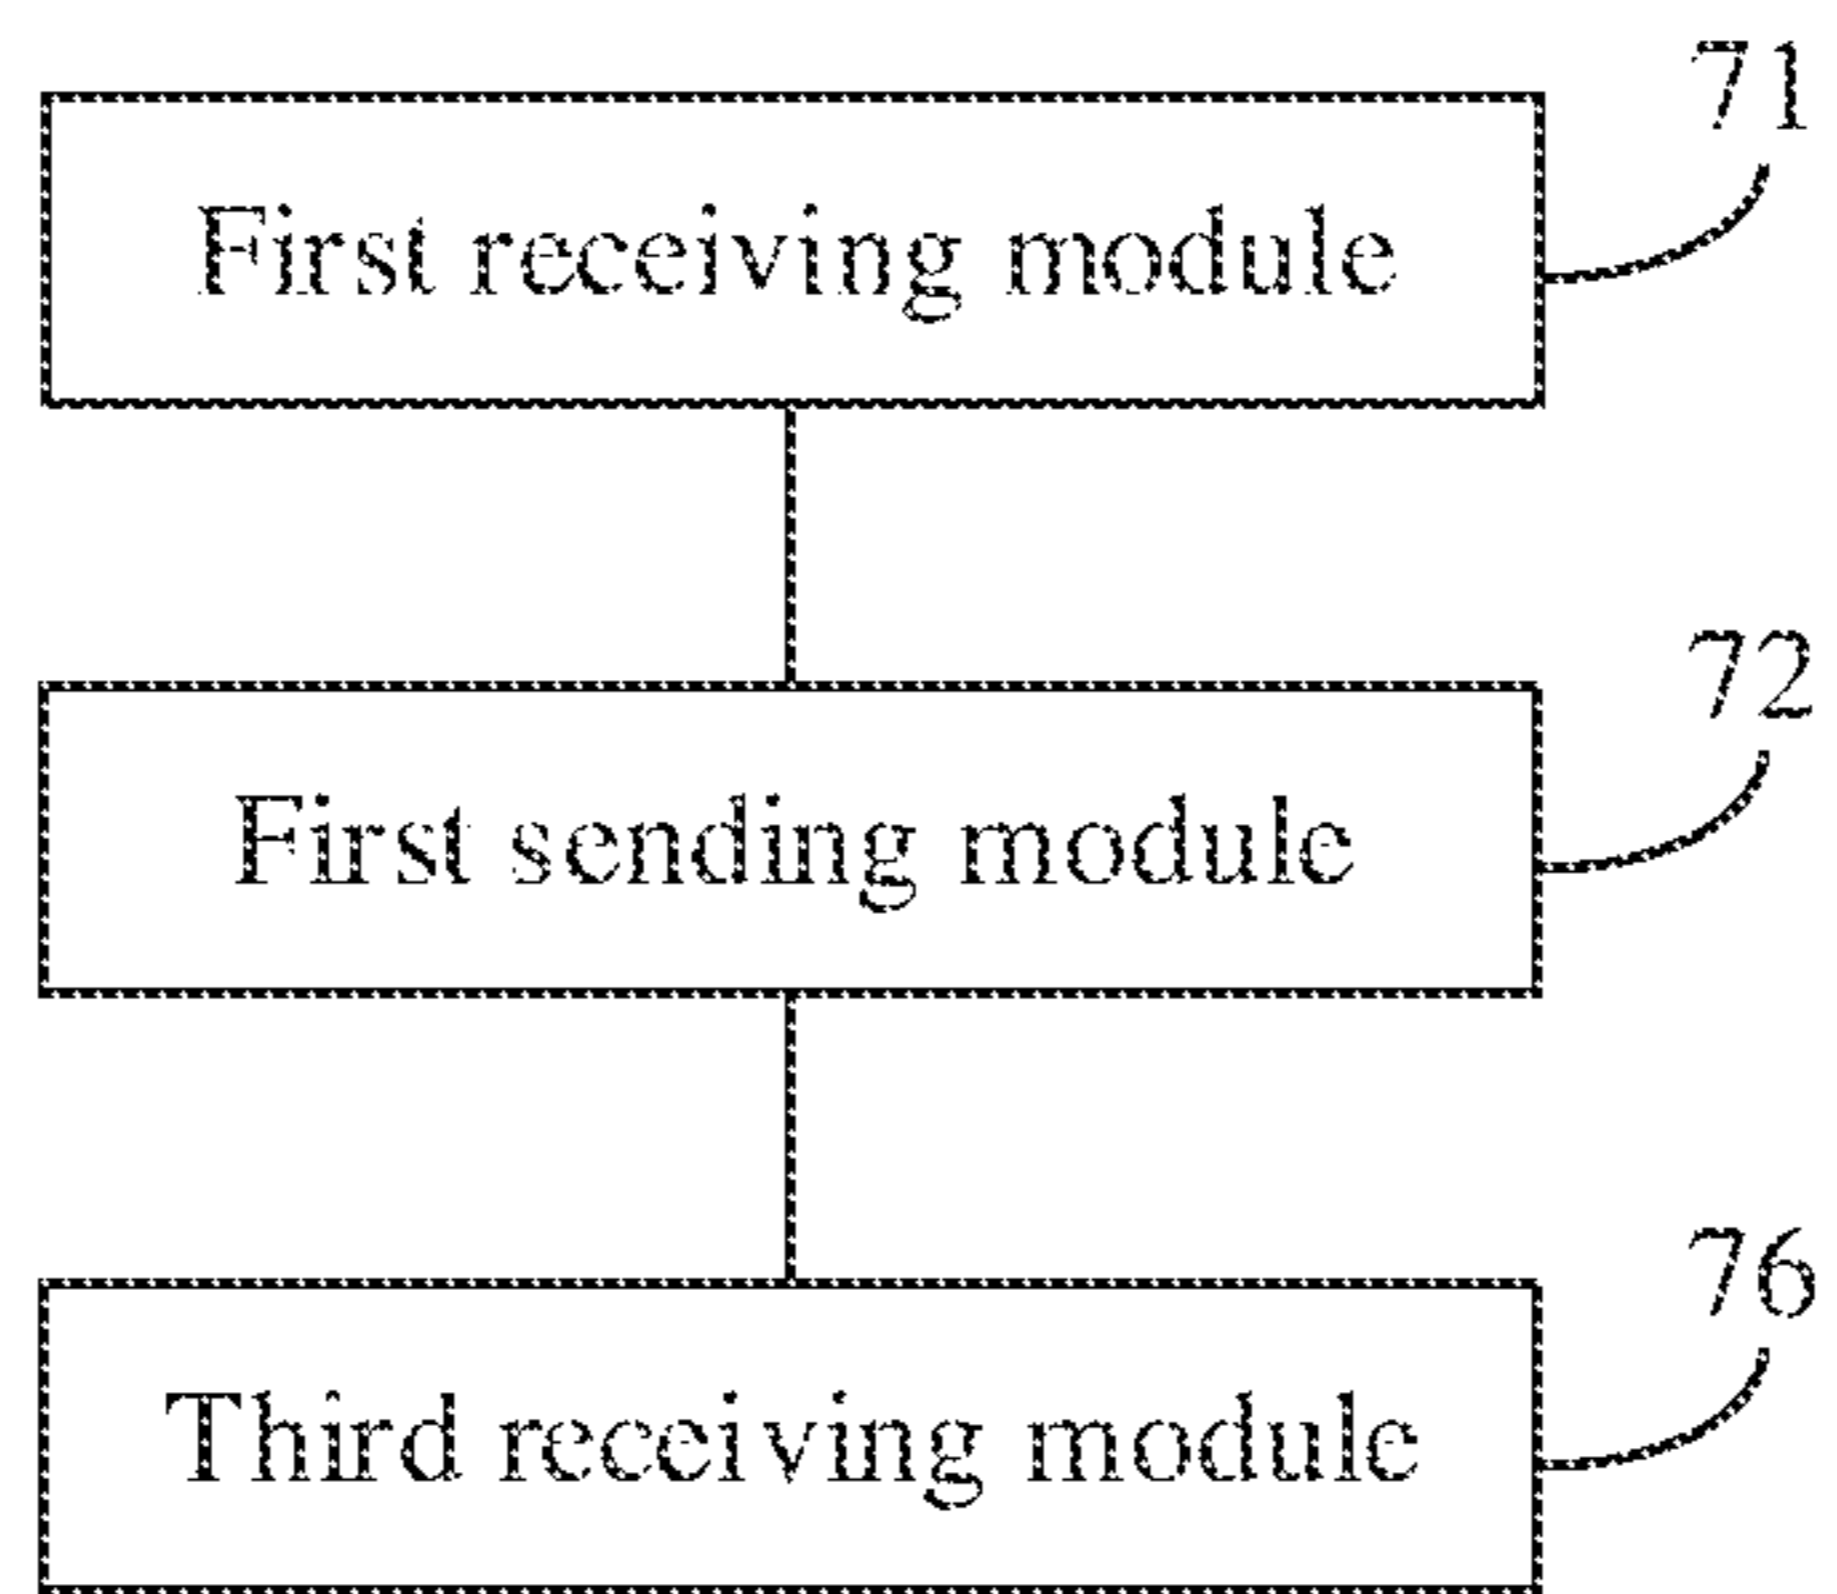 71
First receiving module
72
First sending module
76
Third receiving module